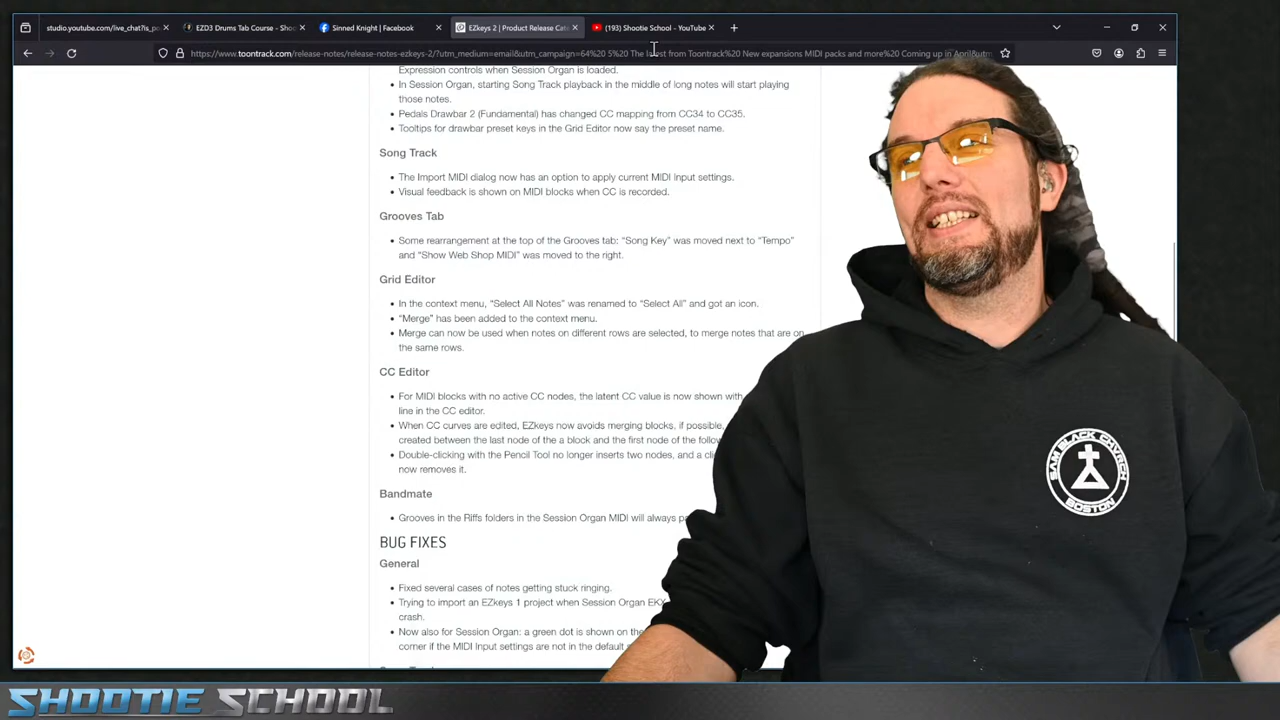 studio.youtube.com/live_chat?is_p
EZD3 Drums Tab Course - Shoo
Sinned Knight | Facebook
EZkeys 2 | Product Release Cate
(193) Shootie School - YouTube
https://www.toontrack.com/release-notes/release-notes-ezkeys-2/?utm_medium=email&utm_campaign=64%20 5%20 The latest from Toontrack%20 New expansions MIDI packs and more%20 Coming up in April&utm
Expression controls when Session Organ is loaded.
In Session Organ, starting Song Track playback in the middle of long notes will start playing
those notes.
Pedals Drawbar 2 (Fundamental) has changed CC mapping from CC34 to CC35.
Tooltips for drawbar preset keys in the Grid Editor now say the preset name.
Song Track
The Import MIDI dialog now has an option to apply current MIDI Input settings.
Visual feedback is shown on MIDI blocks when CC is recorded.
Grooves Tab
Some rearrangement at the top of the Grooves tab: “Song Key” was moved next to “Tempo”
and “Show Web Shop MIDI” was moved to the right.
Grid Editor
In the context menu, “Select All Notes” was renamed to “Select All” and got an icon.
“Merge” has been added to the context menu.
Merge can now be used when notes on different rows are selected, to merge notes that are on
the same rows.
CC Editor
For MIDI blocks with no active CC nodes, the latent CC value is now shown with
line in the CC editor.
When CC curves are edited, EZkeys now avoids merging blocks, if possible,
created between the last node of the a block and the first node of the follow
Double-clicking with the Pencil Tool no longer inserts two nodes, and a cli
now removes it.
Bandmate
Grooves in the Riffs folders in the Session Organ MIDI will always pa
BUG FIXES
General
Fixed several cases of notes getting stuck ringing.
Trying to import an EZkeys 1 project when Session Organ EKX
crash.
Now also for Session Organ: a green dot is shown on the
corner if the MIDI Input settings are not in the default s
SAM BLACK CHVRCH
BOSTON
SHOOTIE SCHOOL